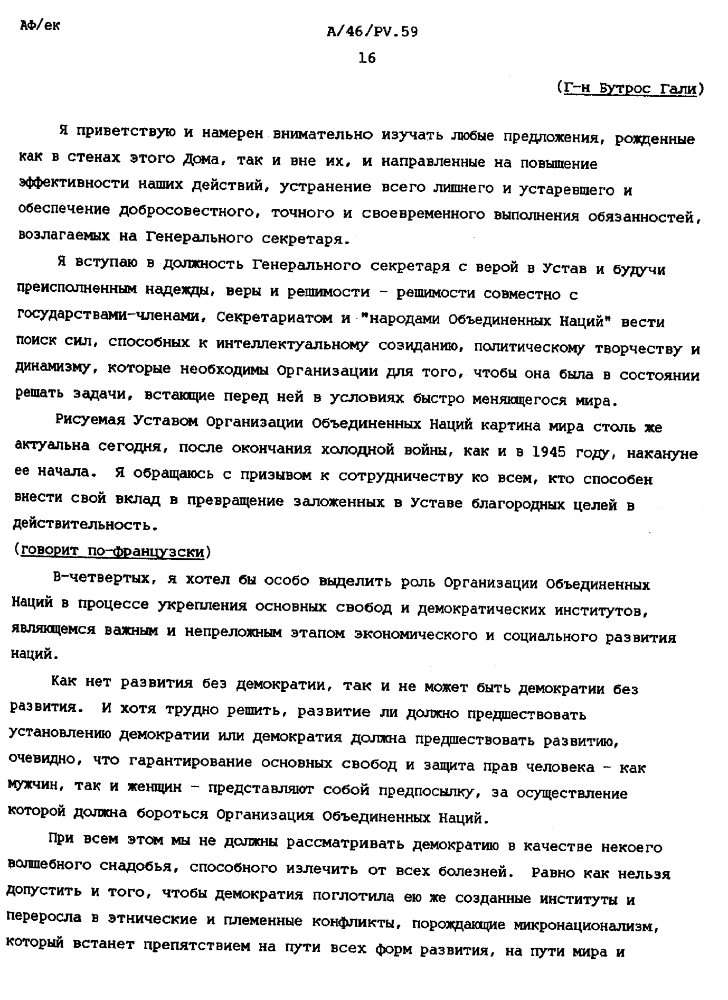 АФ/ек
A/46/PV.59
16
(Г-н Бутрос Гали)
Я приветствую и намерен внимательно изучать любые предложения, рожденные
как в стенах этого Дома, так и вне их, и направленные на повышение
эффективности наших действий, устранение всего лишнего и устаревшего и
обеспечение добросовестного, точного и своевременного выполнения обязанностей,
возлагаемых на Генерального секретаря.
Я вступаю в должность Генерального секретаря с верой в Устав и будучи
преисполненным надежды, веры и решимости - решимости совместно с
государствами-членами, Секретариатом и "народами Объединенных Наций" вести
поиск сил, способных к интеллектуальному созиданию, политическому творчеству и
динамизму, которые необходимы Организации для того, чтобы она была в состоянии
решать задачи, встающие перед ней в условиях быстро меняющегося мира.
Рисуемая Уставом Организации Объединенных Наций картина мира столь же
актуальна сегодня, после окончания холодной войны, как и в 1945 году, накануне
ее начала. Я обращаюсь с призывом к сотрудничеству ко всем, кто способен
внести свой вклад в превращение заложенных в Уставе благородных целей в
действительность.
(говорит по-французски)
В-четвертых, я хотел бы особо выделить роль Организации Объединенных
Наций в процессе укрепления основных свобод и демократических институтов,
являющемся важным и непреложным этапом экономического и социального развития
наций.
Как нет развития без демократии, так и не может быть демократии без
развития. И хотя трудно решить, развитие ли должно предшествовать
установлению демократии или демократия должна предшествовать развитию,
очевидно, что гарантирование основных свобод и защита прав человека - как
мужчин, так и женщин - представляют собой предпосылку, за осуществление
которой должна бороться Организация Объединенных Наций.
При всем этом мы не должны рассматривать демократию в качестве некоего
волшебного снадобья, способного излечить от всех болезней. Равно как нельзя
допустить и того, чтобы демократия поглотила ею же созданные институты и
переросла в этнические и племенные конфликты, порождающие микронационализм,
который встанет препятствием на пути всех форм развития, на пути мира и